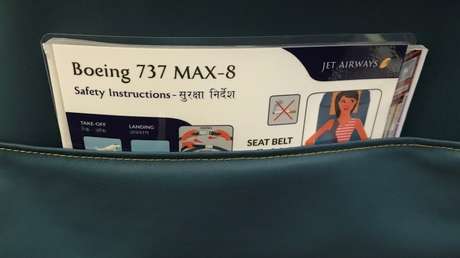 Boeing 737 MAX-8
JET AIRWAYS
Safety Instructions - सुरक्षा निर्देश
TAKE-OFF
LANDING
SEAT BELT